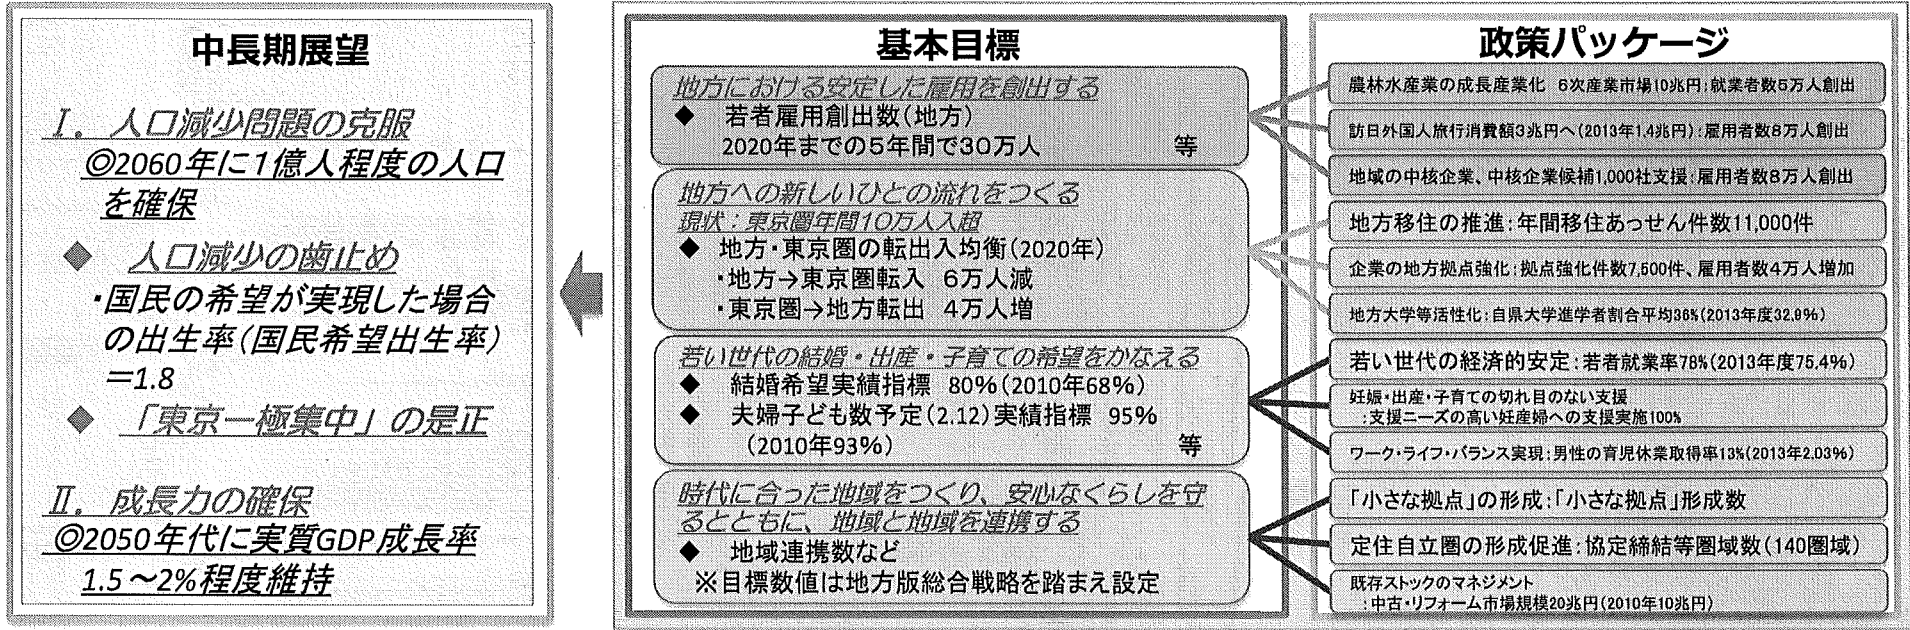 中長期展望
Ⅰ．人口減少問題の克服
◎2060年に1億人程度の人口
を確保
◆ 人口減少の歯止め
・国民の希望が実現した場合
の出生率（国民希望出生率）
＝1.8
◆ 「東京一極集中」の是正
Ⅱ．成長力の確保
◎2050年代に実質GDP成長率
1.5～2%程度維持
基本目標
地方における安定した雇用を創出する
◆ 若者雇用創出数（地方）
2020年までの５年間で３０万人 等
地方への新しいひとの流れをつくる
現状：東京圏年間１０万人入超
◆ 地方・東京圏の転出入均衡（2020年）
・地方→東京圏転入 ６万人減
・東京圏→地方転出 ４万人増
若い世代の結婚・出産・子育ての希望をかなえる
◆ 結婚希望実績指標 80％（2010年68％）
◆ 夫婦子ども数予定（2.12）実績指標 95％
（2010年93％） 等
時代に合った地域をつくり、安心なくらしを守
るとともに、地域と地域を連携する
◆ 地域連携数など
※目標数値は地方版総合戦略を踏まえ設定
政策パッケージ
農林水産業の成長産業化 ６次産業市場10兆円：就業者数５万人創出
訪日外国人旅行消費額３兆円へ（2013年1.4兆円）：雇用者数８万人創出
地域の中核企業、中核企業候補1,000社支援：雇用者数８万人創出
地方移住の推進：年間移住あっせん件数11,000件
企業の地方拠点強化：拠点強化件数7,500件、雇用者数４万人増加
地方大学等活性化：自県大学進学者割合平均36％（2013年度32.9％）
若い世代の経済的安定：若者就業率78％（2013年度75.4％）
妊娠・出産・子育ての切れ目のない支援
：支援ニーズの高い妊産婦への支援実施100％
ワーク・ライフ・バランス実現：男性の育児休業取得率13％（2013年2.03％）
「小さな拠点」の形成：「小さな拠点」形成数
定住自立圏の形成促進：協定締結等圏域数（140圏域）
既存ストックのマネジメント
：中古・リフォーム市場規模20兆円（2010年10兆円）